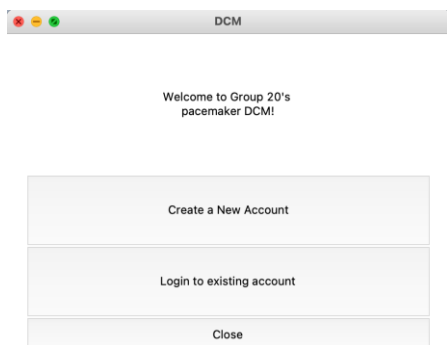 DCM
Welcome to Group 20's
pacemaker DCM!
Create a New Account
Login to existing account
Close